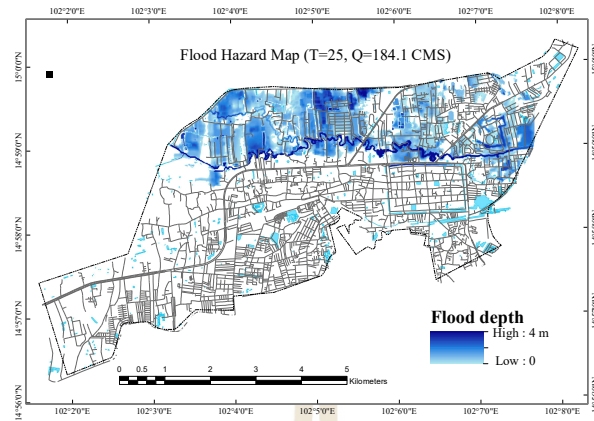 102°2'0"E 102°3'0"E 102°4'0"E 102°5'0"E 102°6'0"E 102°7'0"E 102°8'0"E
Flood Hazard Map (T=25, Q=184.1 CMS)
15°0'0"N
14°59'0"N
14°58'0"N
14°57'0"N
14°56'0"N
Flood depth
High : 4 m
Low : 0
0 0.5 1 2 3 4 5
Kilometers
102°2'0"E 102°3'0"E 102°4'0"E 102°5'0"E 102°6'0"E 102°7'0"E 102°8'0"E